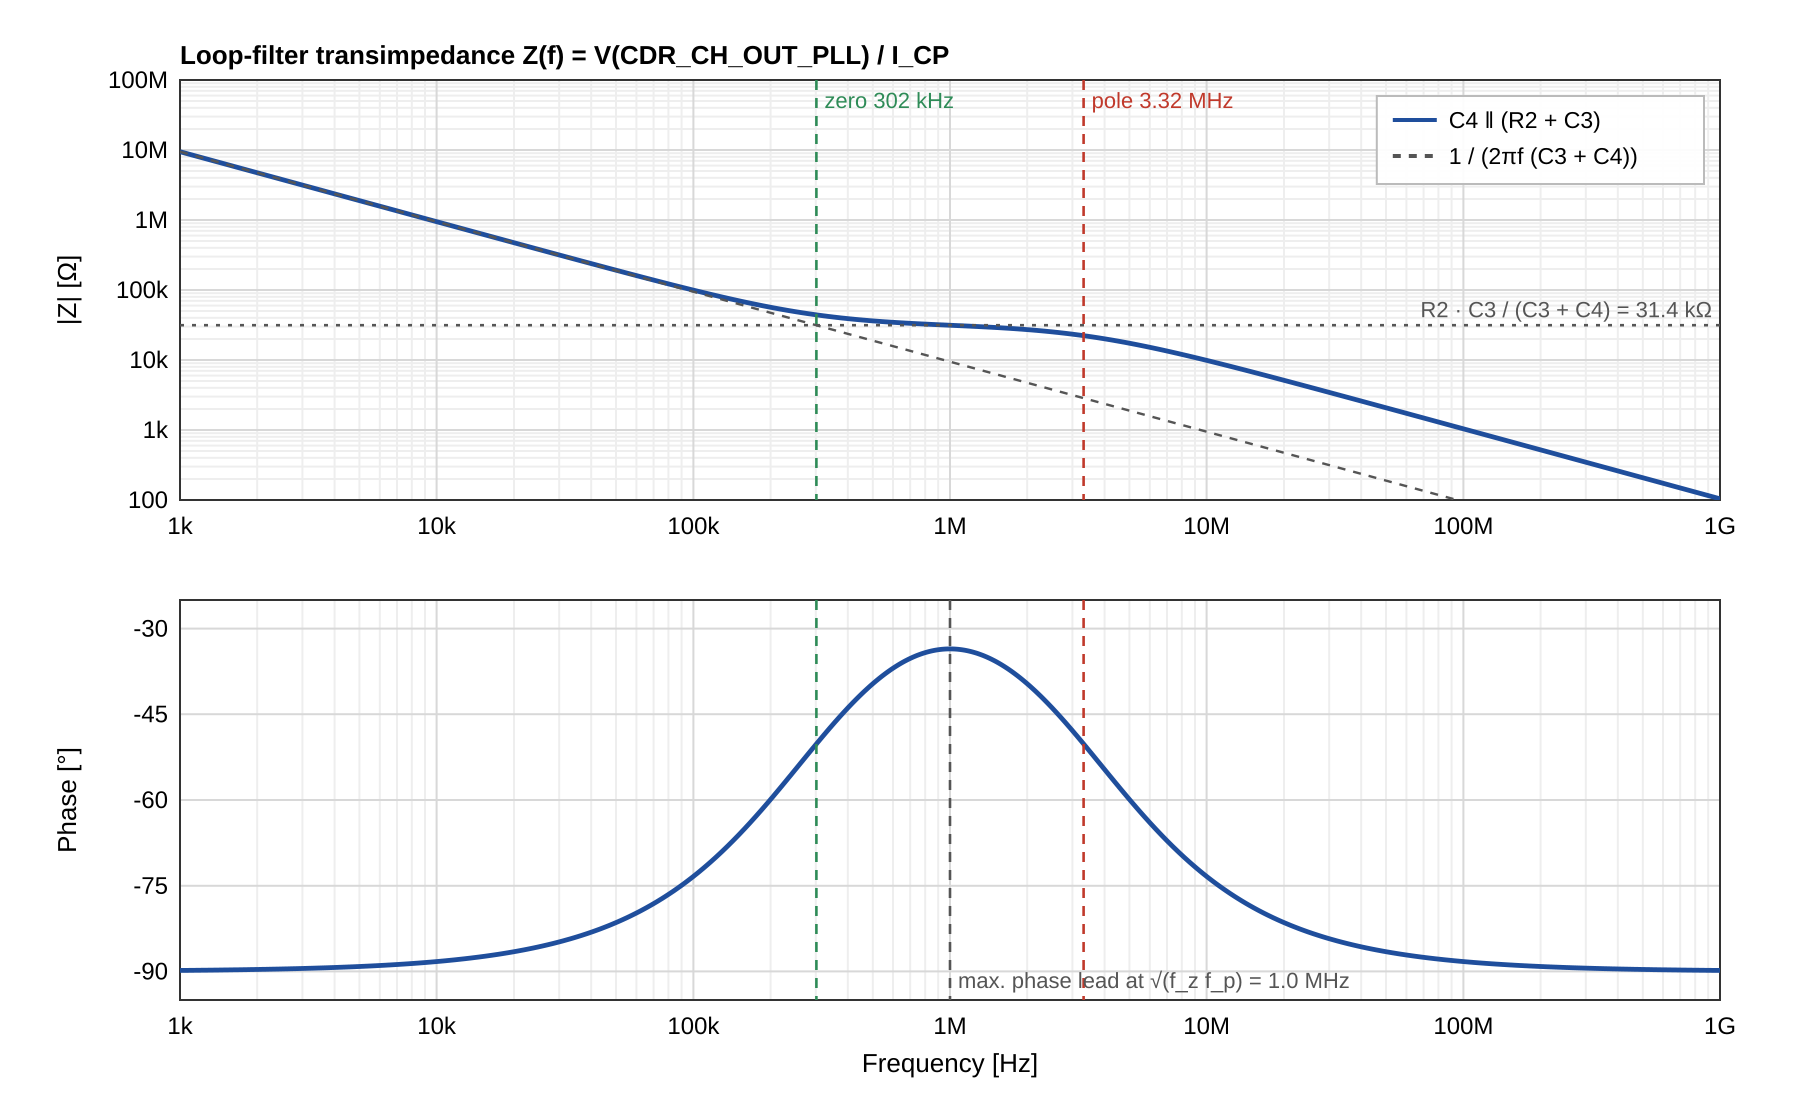 Loop-filter transimpedance Z(f) = V(CDR_CH_OUT_PLL) / I_CP
100M
10M
1M
100k
10k
1k
100
|Z| [Ω]
zero 302 kHz
pole 3.32 MHz
C4 ǁ (R2 + C3)
1 / (2πf (C3 + C4))
R2 · C3 / (C3 + C4) = 31.4 kΩ
1k 10k 100k 1M 10M 100M 1G
-30
-45
-60
-75
-90
Phase [°]
max. phase lead at √(f_z f_p) = 1.0 MHz
1k 10k 100k 1M 10M 100M 1G
Frequency [Hz]